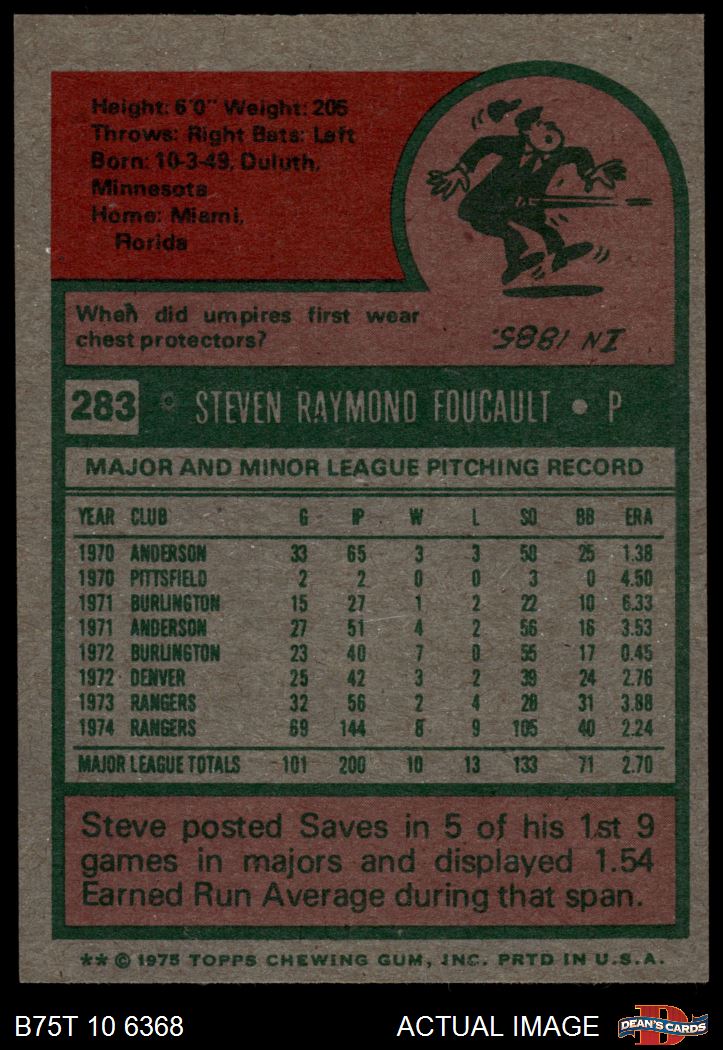 Height: 6'0" Weight: 205
Throws: Right Bats: Left
Born: 10-3-49, Duluth,
Minnesota
Home: Miami,
Florida
When did umpires first wear
chest protectors?
IN 1885.
283 • STEVEN RAYMOND FOUCAULT • P
MAJOR AND MINOR LEAGUE PITCHING RECORD
YEAR CLUB G IP W L SO BB ERA
1970 ANDERSON 33 65 3 3 50 25 1.38
1970 PITTSFIELD 2 2 0 0 3 0 4.50
1971 BURLINGTON 15 27 1 2 22 10 6.33
1971 ANDERSON 27 51 4 2 56 16 3.53
1972 BURLINGTON 23 40 7 0 55 17 0.45
1972 DENVER 25 42 3 2 39 24 2.76
1973 RANGERS 32 56 2 4 28 31 3.88
1974 RANGERS 69 144 8 9 105 40 2.24
MAJOR LEAGUE TOTALS 101 200 10 13 133 71 2.70
Steve posted Saves in 5 of his 1st 9
games in majors and displayed 1.54
Earned Run Average during that span.
** © 1975 TOPPS CHEWING GUM, INC. PRTD IN U.S.A.
B75T 10 6368 ACTUAL IMAGE DEAN'S CARDS